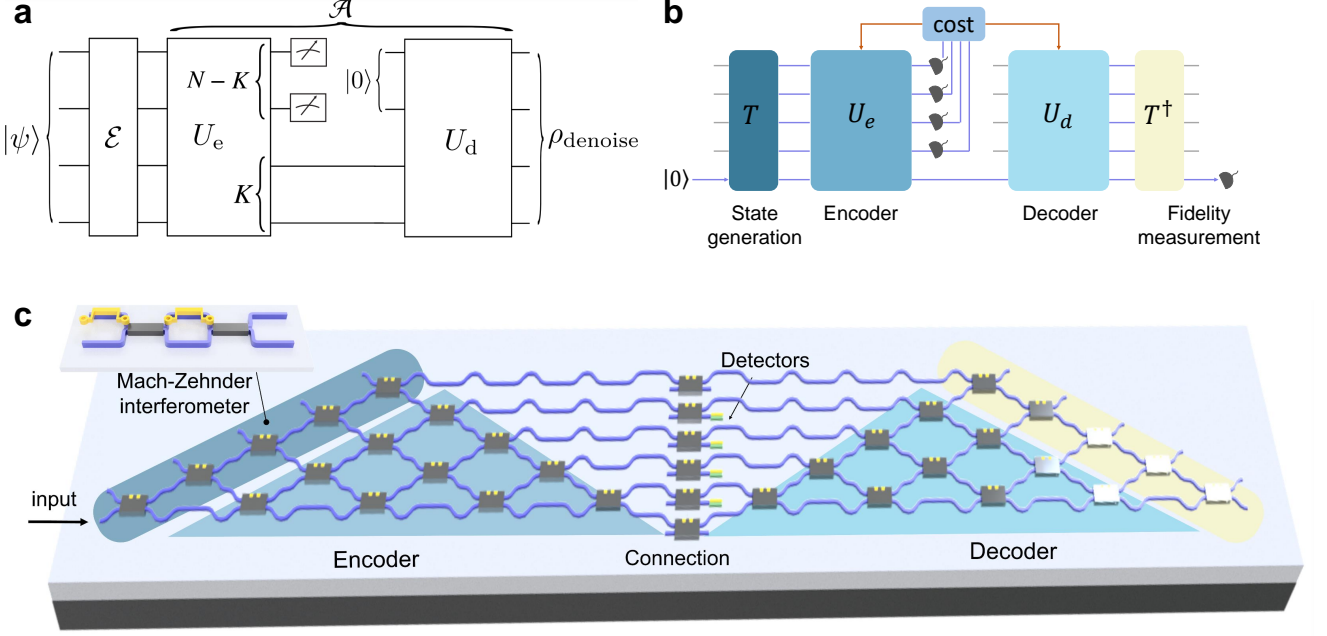 a
𝒜
|ψ⟩
ℰ
U_e
N − K
K
|0⟩
U_d
ρ_denoise
b
cost
T
U_e
U_d
T†
|0⟩
State
generation
Encoder
Decoder
Fidelity
measurement
c
Mach-Zehnder
interferometer
Detectors
input
Encoder
Connection
Decoder